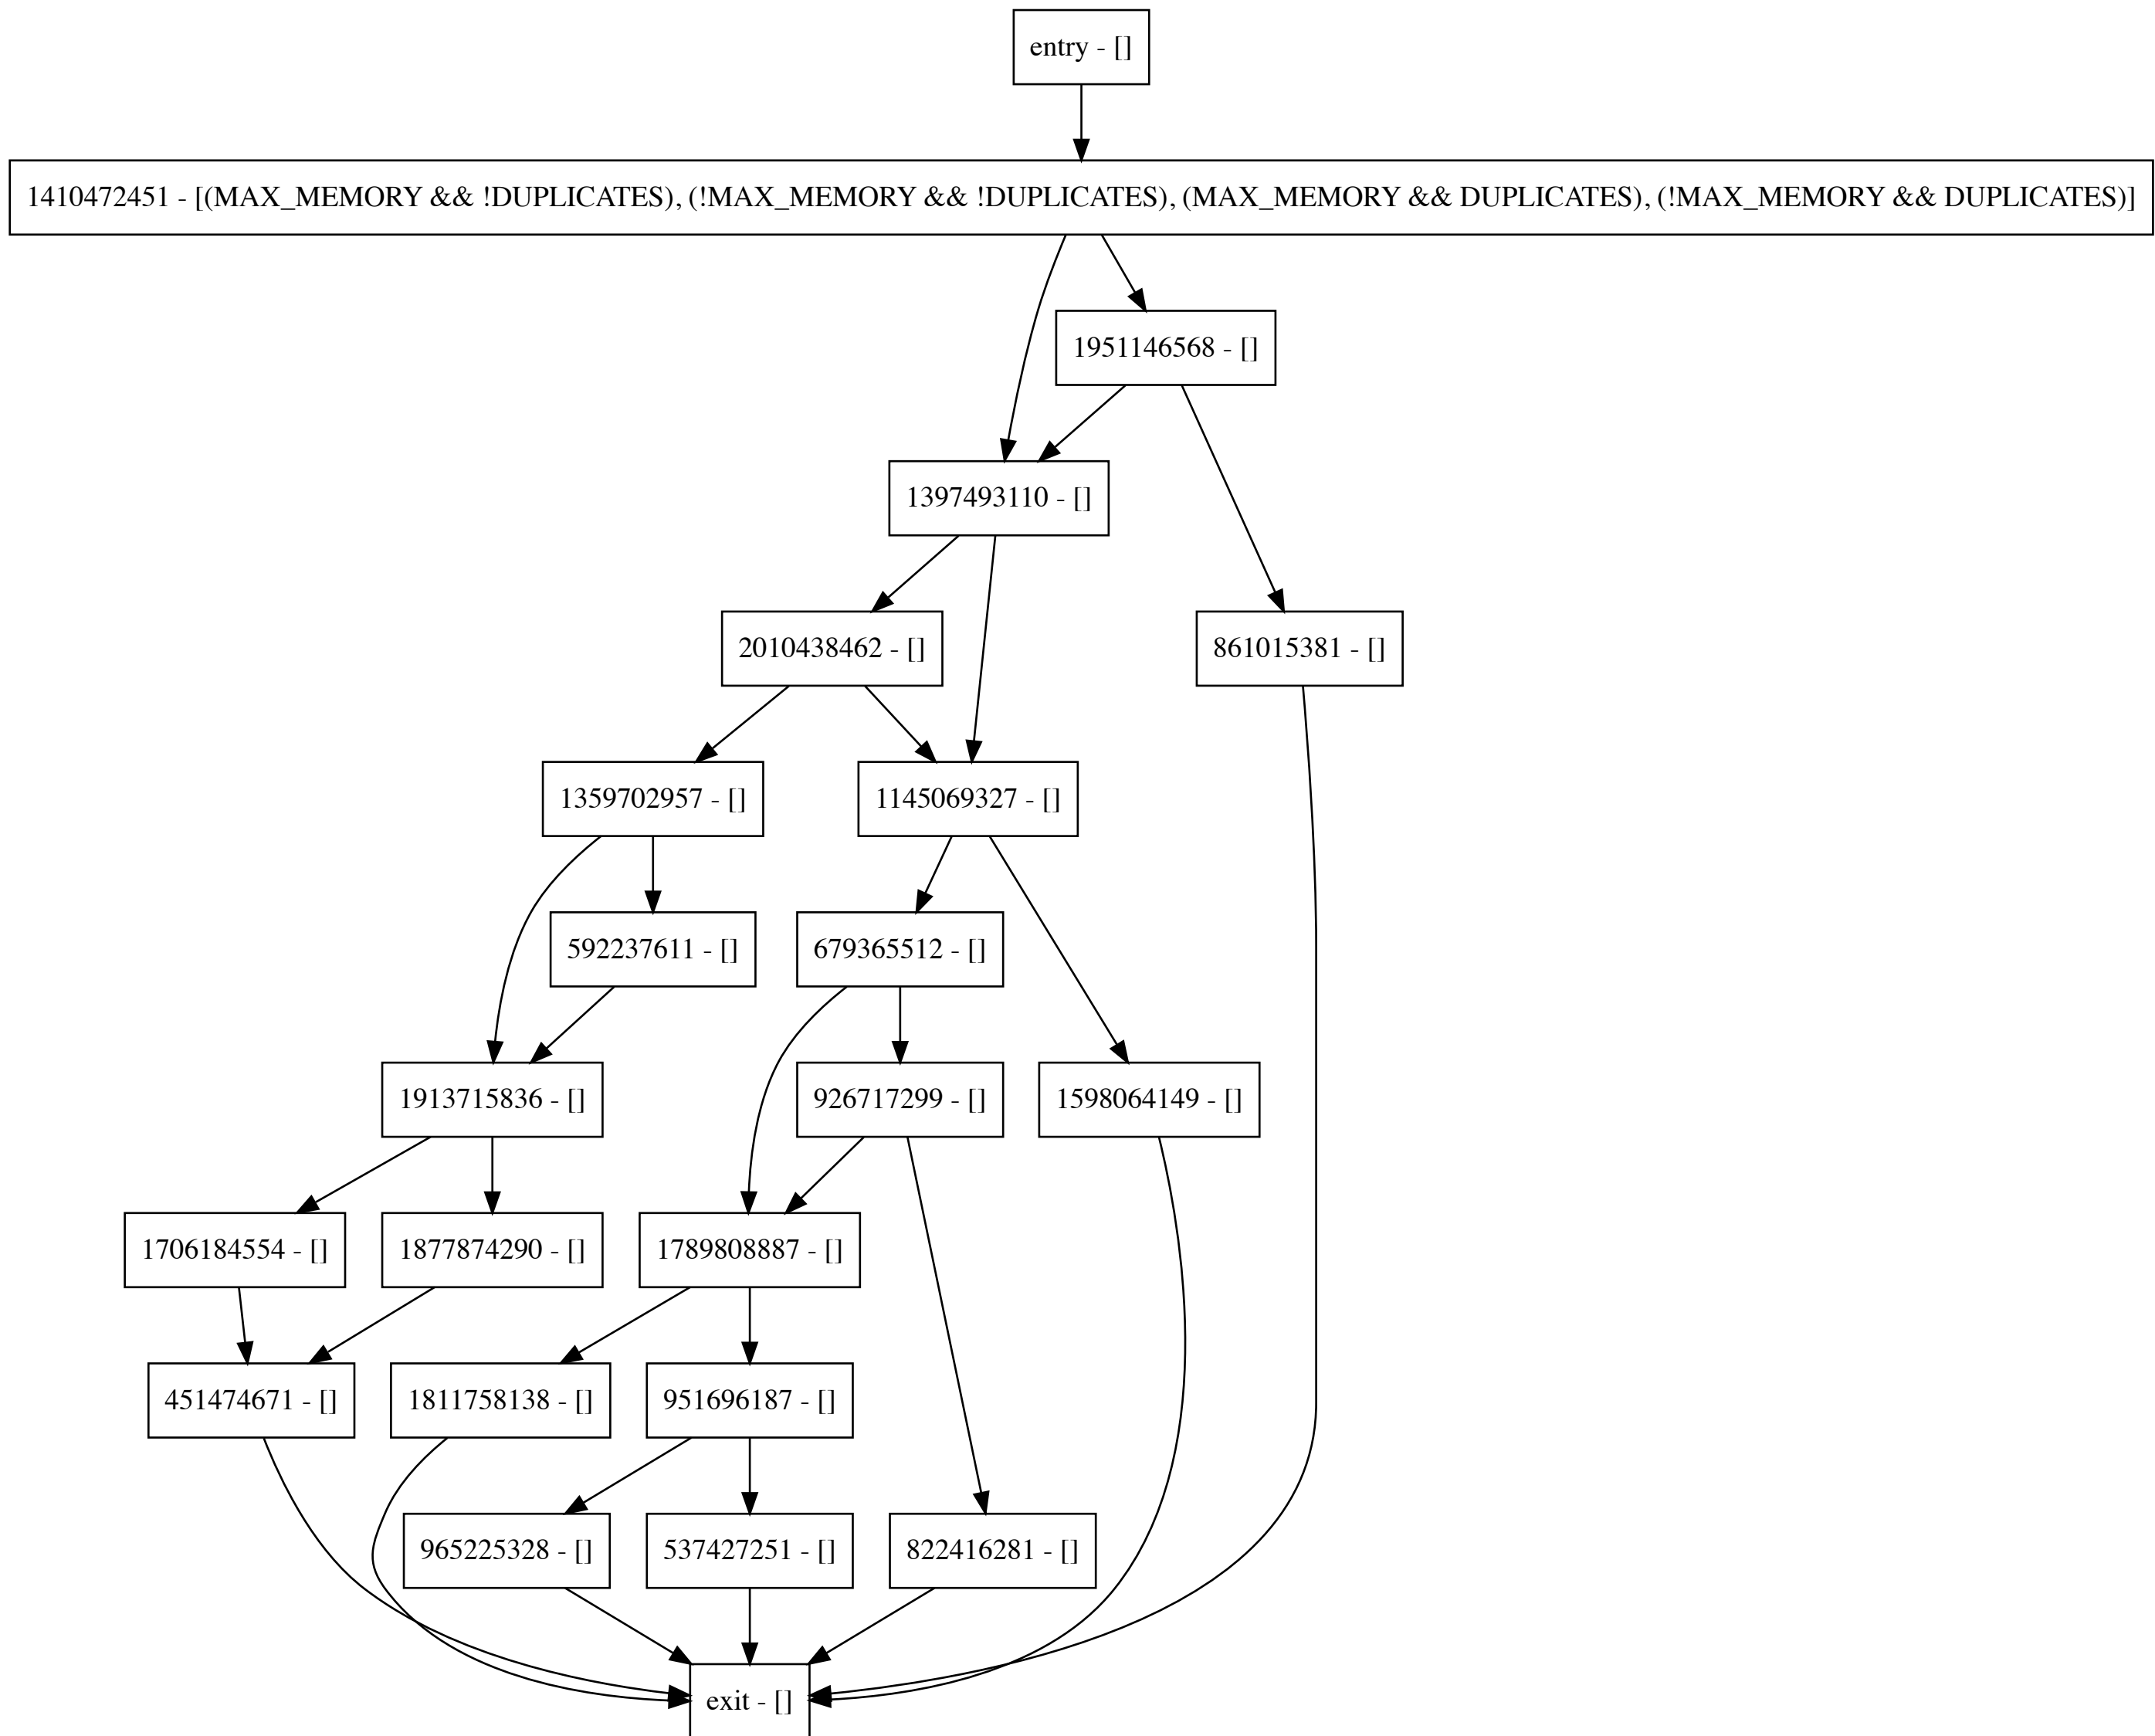 entry - []
1410472451 - [(MAX_MEMORY && !DUPLICATES), (!MAX_MEMORY && !DUPLICATES), (MAX_MEMORY && DUPLICATES), (!MAX_MEMORY && DUPLICATES)]
1951146568 - []
1397493110 - []
2010438462 - []
861015381 - []
1359702957 - []
1145069327 - []
592237611 - []
679365512 - []
1913715836 - []
926717299 - []
1598064149 - []
1706184554 - []
1877874290 - []
1789808887 - []
451474671 - []
1811758138 - []
951696187 - []
965225328 - []
537427251 - []
822416281 - []
exit - []